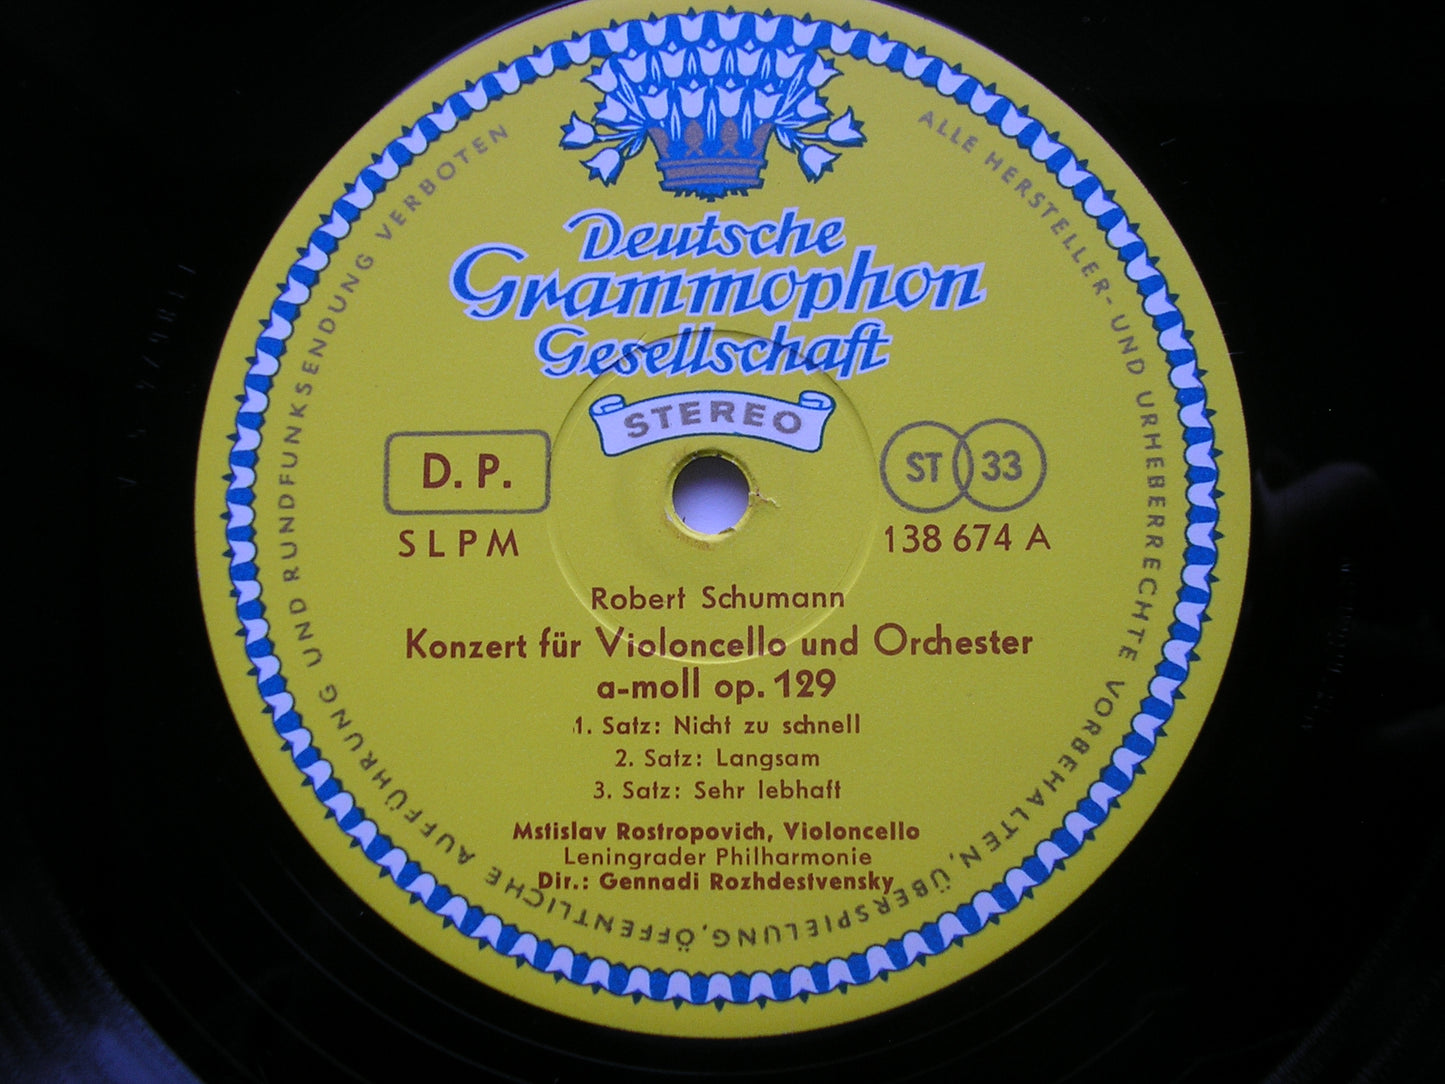 Deutsche
Grammophon
Gesellschaft
STEREO
D. P.
ST 33
SLPM
138 674 A
Robert Schumann
Konzert für Violoncello und Orchester
a-moll op. 129
1. Satz: Nicht zu schnell
2. Satz: Langsam
3. Satz: Sehr lebhaft
Mstislav Rostropovich, Violoncello
Leningrader Philharmonie
Dir.: Gennadi Rozhdestvensky
ALLE HERSTELLER- UND URHEBERRECHTE VORBEHALTEN, ÜBERSPIELUNG, ÖFFENTLICHE AUFFÜHRUNG UND RUNDFUNKSENDUNG VERBOTEN